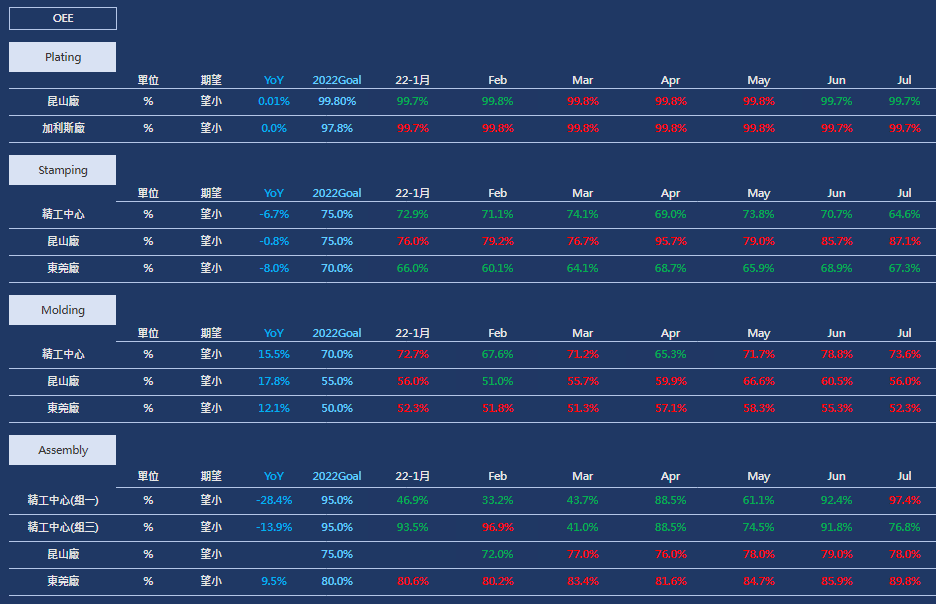 OEE
Plating
單位 期望 YoY 2022Goal 22-1月 Feb Mar Apr May Jun Jul
昆山廠 % 望小 0.01% 99.80% 99.7% 99.8% 99.8% 99.8% 99.8% 99.7% 99.7%
加利斯廠 % 望小 0.0% 97.8% 99.7% 99.8% 99.8% 99.8% 99.8% 99.7% 99.7%
Stamping
單位 期望 YoY 2022Goal 22-1月 Feb Mar Apr May Jun Jul
精工中心 % 望小 -6.7% 75.0% 72.9% 71.1% 74.1% 69.0% 73.8% 70.7% 64.6%
昆山廠 % 望小 -0.8% 75.0% 76.0% 79.2% 76.7% 95.7% 79.0% 85.7% 87.1%
東莞廠 % 望小 -8.0% 70.0% 66.0% 60.1% 64.1% 68.7% 65.9% 68.9% 67.3%
Molding
單位 期望 YoY 2022Goal 22-1月 Feb Mar Apr May Jun Jul
精工中心 % 望小 15.5% 70.0% 72.7% 67.6% 71.2% 65.3% 71.7% 78.8% 73.6%
昆山廠 % 望小 17.8% 55.0% 56.0% 51.0% 55.7% 59.9% 66.6% 60.5% 56.0%
東莞廠 % 望小 12.1% 50.0% 52.3% 51.8% 51.3% 57.1% 58.3% 55.3% 52.3%
Assembly
單位 期望 YoY 2022Goal 22-1月 Feb Mar Apr May Jun Jul
精工中心(组一) % 望小 -28.4% 95.0% 46.9% 33.2% 43.7% 88.5% 61.1% 92.4% 97.4%
精工中心(组三) % 望小 -13.9% 95.0% 93.5% 96.9% 41.0% 88.5% 74.5% 91.8% 76.8%
昆山廠 % 望小 75.0% 72.0% 77.0% 76.0% 78.0% 79.0% 78.0%
東莞廠 % 望小 9.5% 80.0% 80.6% 80.2% 83.4% 81.6% 84.7% 85.9% 89.8%